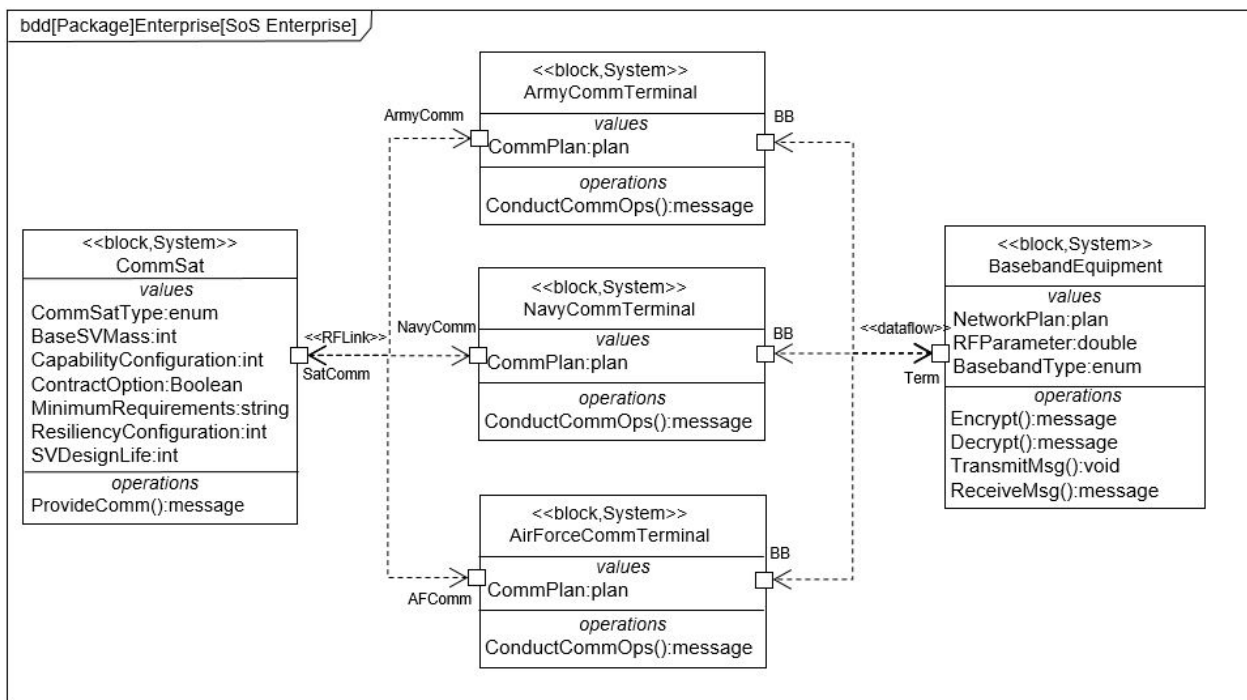 bdd[Package]Enterprise[SoS Enterprise]
<<block,System>>
CommSat
values
CommSatType:enum
BaseSVMass:int
CapabilityConfiguration:int
ContractOption:Boolean
MinimumRequirements:string
ResiliencyConfiguration:int
SVDesignLife:int
operations
ProvideComm():message
<<RFLink>>
SatComm
ArmyComm
<<block,System>>
ArmyCommTerminal
values
CommPlan:plan
operations
ConductCommOps():message
BB
NavyComm
<<block,System>>
NavyCommTerminal
values
CommPlan:plan
operations
ConductCommOps():message
BB
AFComm
<<block,System>>
AirForceCommTerminal
values
CommPlan:plan
operations
ConductCommOps():message
BB
<<dataflow>>
Term
<<block,System>>
BasebandEquipment
values
NetworkPlan:plan
RFParameter:double
BasebandType:enum
operations
Encrypt():message
Decrypt():message
TransmitMsg():void
ReceiveMsg():message